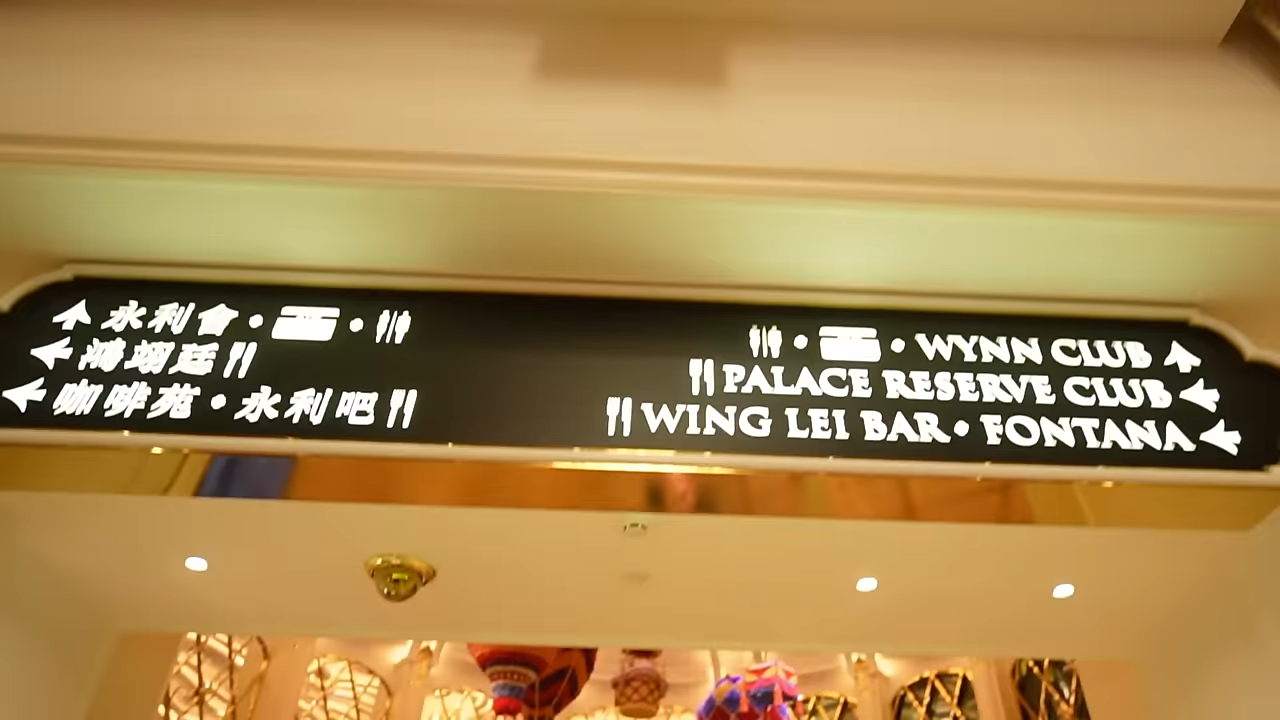 永利會 •  •
鴻翊廷
咖啡苑 • 永利吧
• • WYNN CLUB
PALACE RESERVE CLUB
WING LEI BAR • FONTANA